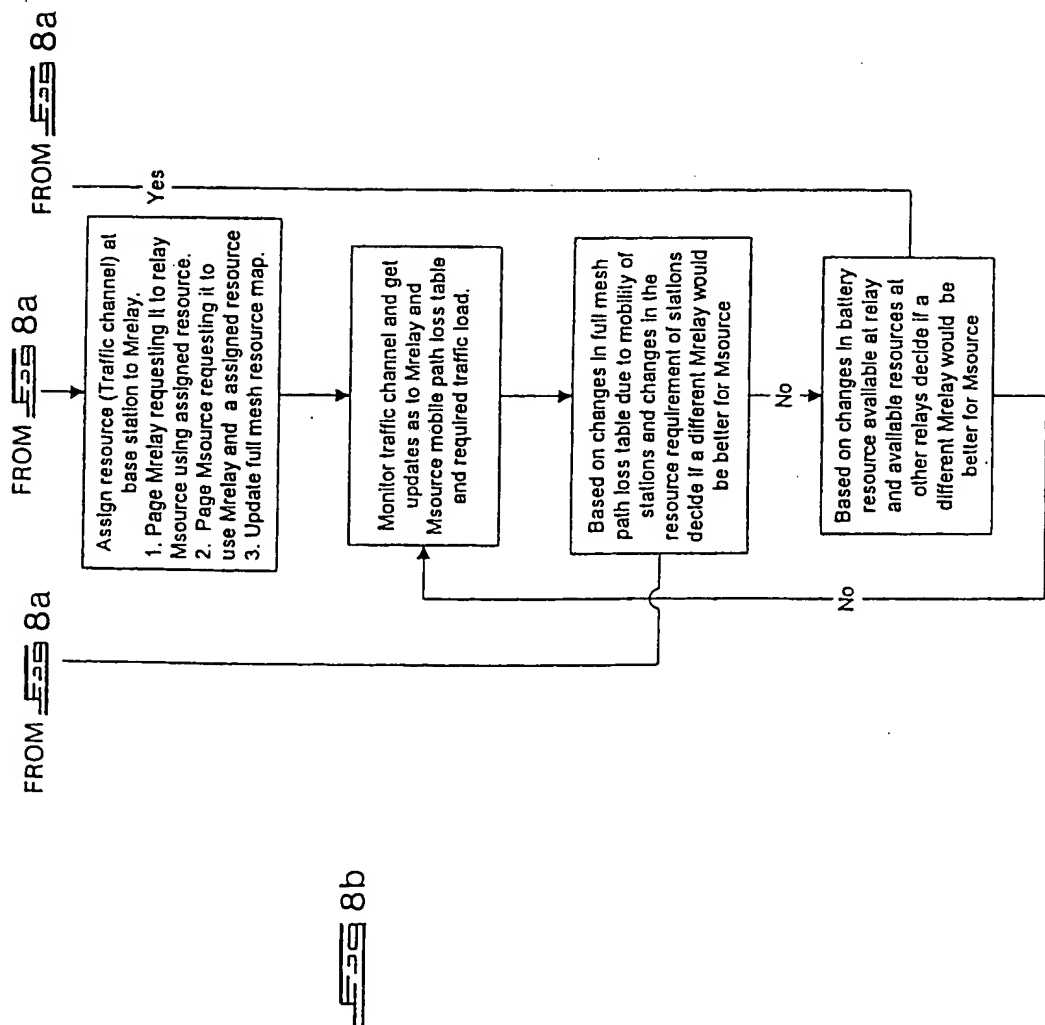 FROM Fig 8a
FROM Fig 8a
FROM Fig 8a
Assign resource (Traffic channel) at
base station to Mrelay.
1. Page Mrelay requesting it to relay
Msource using assigned resource.
2. Page Msource requesting it to
use Mrelay and a assigned resource
3. Update full mesh resource map.
Yes
Monitor traffic channel and get
updates as to Mrelay and
Msource mobile path loss table
and required traffic load.
Based on changes in full mesh
path loss table due to mobility of
stations and changes in the
resource requirement of stations
decide if a different Mrelay would
be better for Msource
No
Based on changes in battery
resource available at relay
and available resources at
other relays decide if a
different Mrelay would be
better for Msource
No
Fig 8b